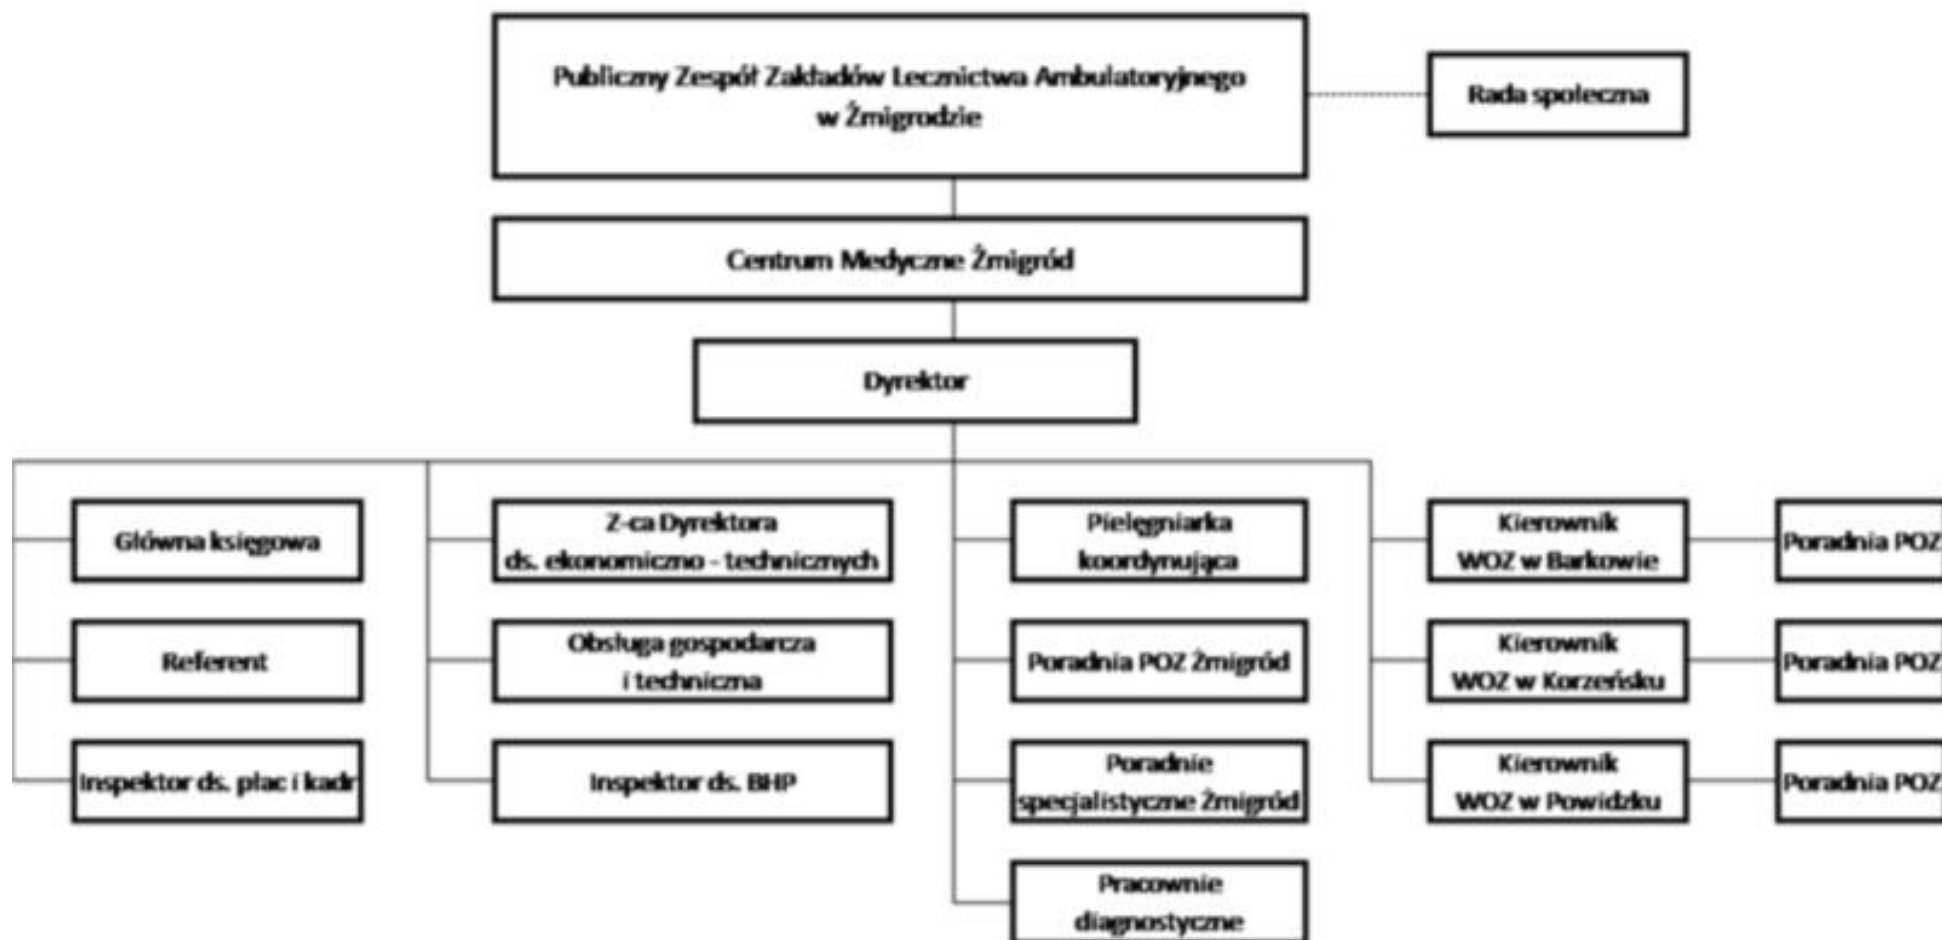 Publiczny Zespół Zakładów Lecznictwa Ambulatoryjnego
w Żmigrodzie
Rada społeczna
Centrum Medyczne Żmigród
Dyrektor
Główna księgowa
Z-ca Dyrektora
ds. ekonomiczno - technicznych
Pielęgniarka
koordynująca
Kierownik
WOZ w Barkowie
Poradnia POZ
Referent
Obsługa gospodarcza
i techniczna
Poradnia POZ Żmigród
Kierownik
WOZ w Korzeńsku
Poradnia POZ
Inspektor ds. płac i kadr
Inspektor ds. BHP
Poradnie
specjalistyczne Żmigród
Kierownik
WOZ w Powidzku
Poradnia POZ
Pracownie
diagnostyczne